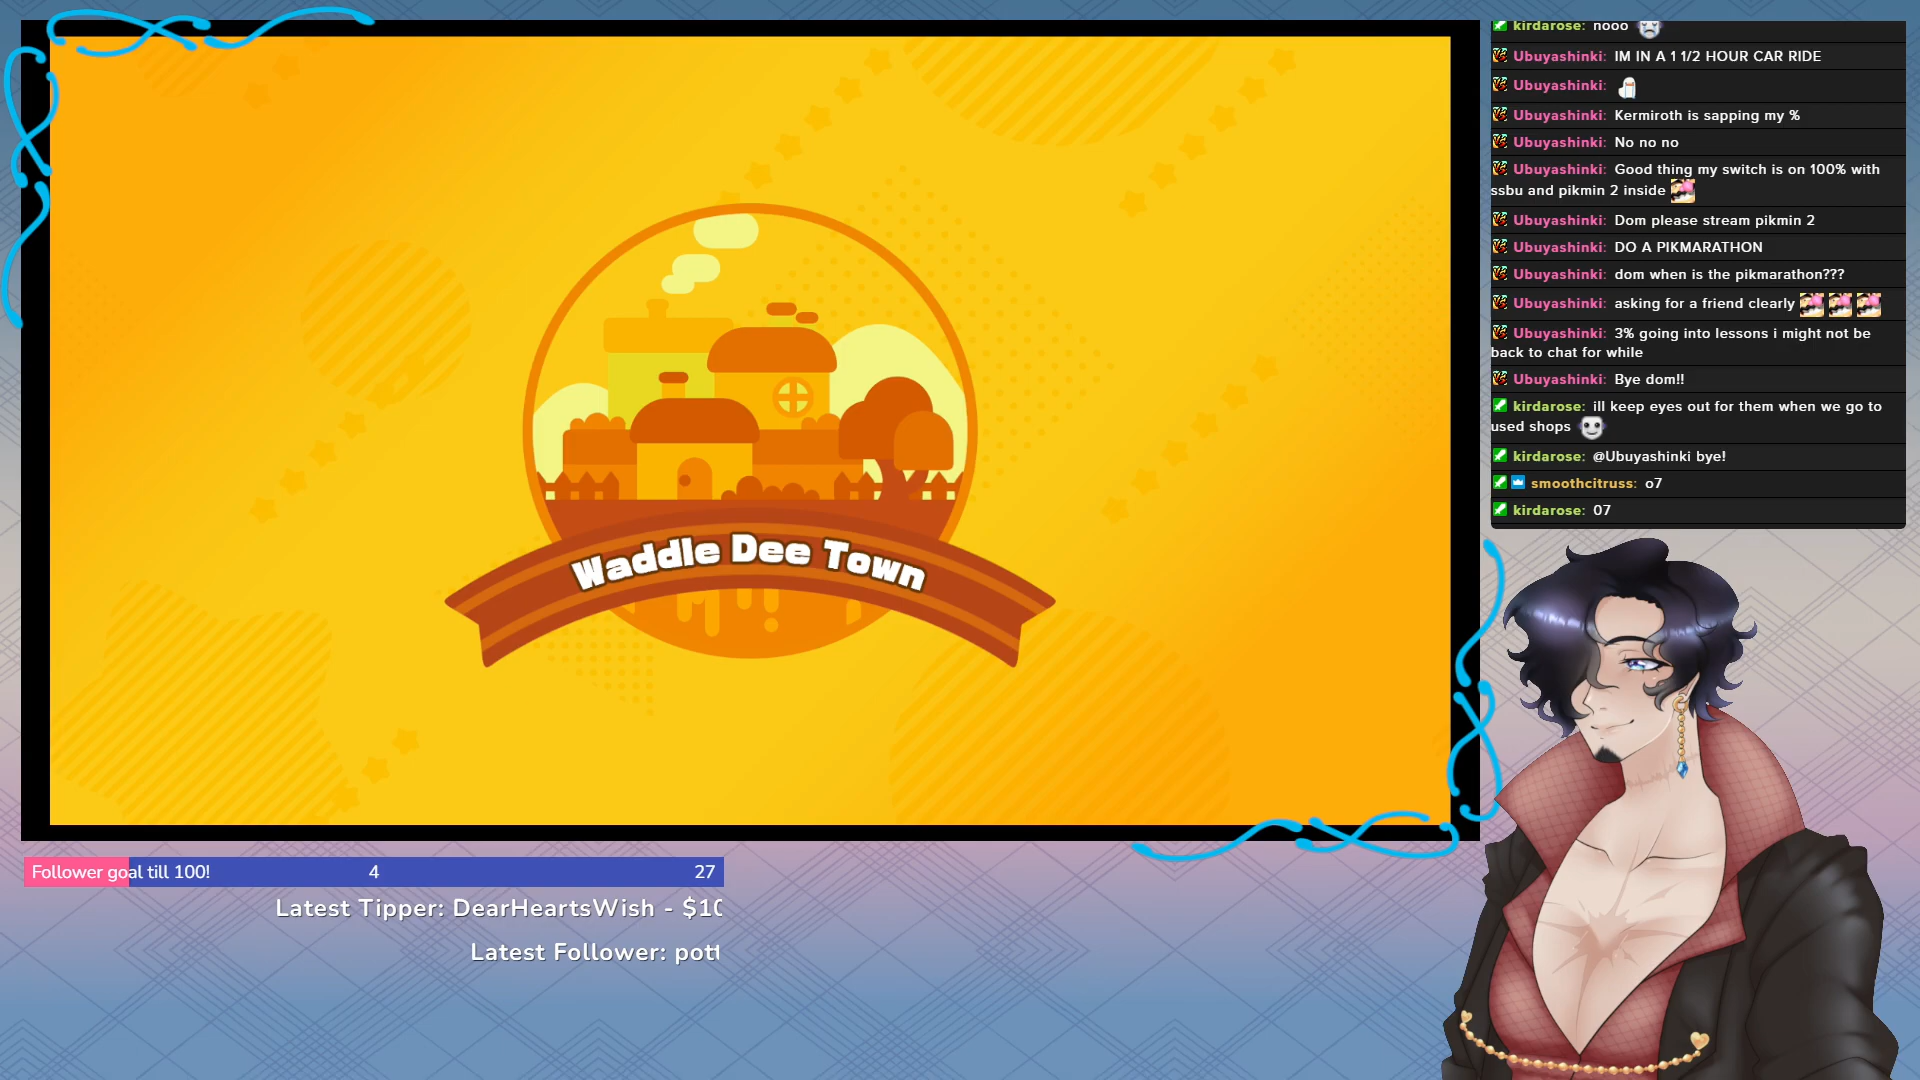 kirdarose: nooo
Ubuyashinki: IM IN A 1 1/2 HOUR CAR RIDE
Ubuyashinki:
Ubuyashinki: Kermiroth is sapping my %
Ubuyashinki: No no no
Ubuyashinki: Good thing my switch is on 100% with
ssbu and pikmin 2 inside
Ubuyashinki: Dom please stream pikmin 2
Ubuyashinki: DO A PIKMARATHON
Ubuyashinki: dom when is the pikmarathon???
Ubuyashinki: asking for a friend clearly
Ubuyashinki: 3% going into lessons i might not be
back to chat for while
Ubuyashinki: Bye dom!!
kirdarose: ill keep eyes out for them when we go to
used shops
kirdarose: @Ubuyashinki bye!
smoothcitruss: o7
kirdarose: 07
Waddle Dee Town
Follower goal till 100! 4 27
Latest Tipper: DearHeartsWish - $10
Latest Follower: pott